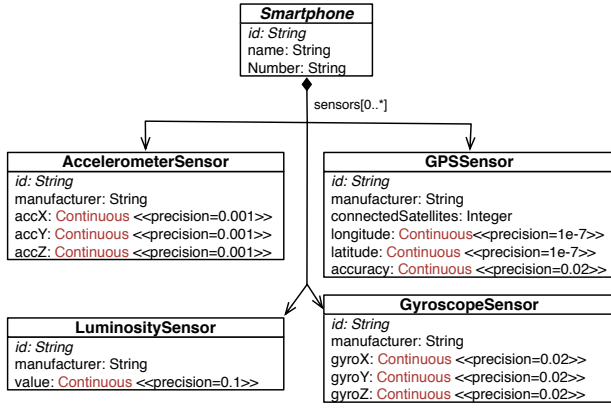 Smartphone
id: String
name: String
Number: String
sensors[0..*]
AccelerometerSensor
id: String
manufacturer: String
accX: Continuous <<precision=0.001>>
accY: Continuous <<precision=0.001>>
accZ: Continuous <<precision=0.001>>
GPSSensor
id: String
manufacturer: String
connectedSatellites: Integer
longitude: Continuous<<precision=1e-7>>
latitude: Continuous <<precision=1e-7>>
accuracy: Continuous <<precision=0.02>>
LuminositySensor
id: String
manufacturer: String
value: Continuous <<precision=0.1>>
GyroscopeSensor
id: String
manufacturer: String
gyroX: Continuous <<precision=0.02>>
gyroY: Continuous <<precision=0.02>>
gyroZ: Continuous <<precision=0.02>>